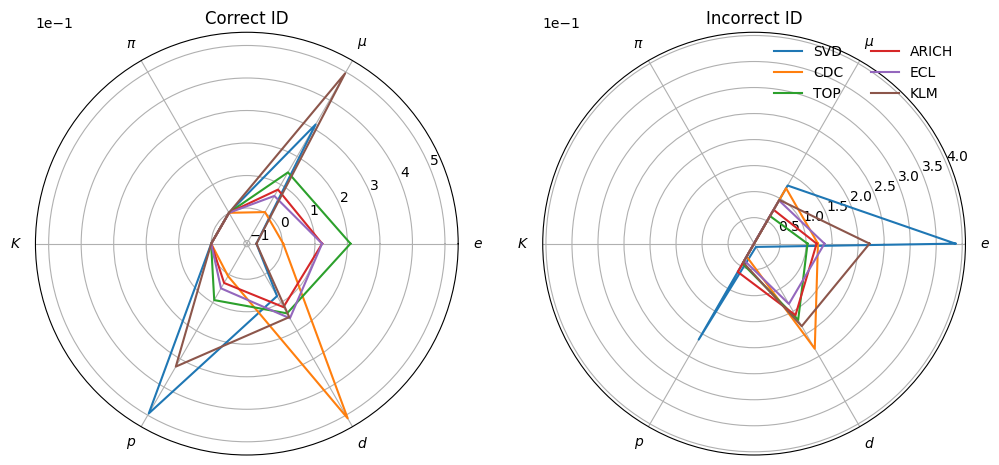 Correct ID
1e−1
e
μ
π
K
p
d
−1
0
1
2
3
4
5
Incorrect ID
1e−1
e
μ
π
K
p
d
0.5
1.0
1.5
2.0
2.5
3.0
3.5
4.0
SVD
CDC
TOP
ARICH
ECL
KLM